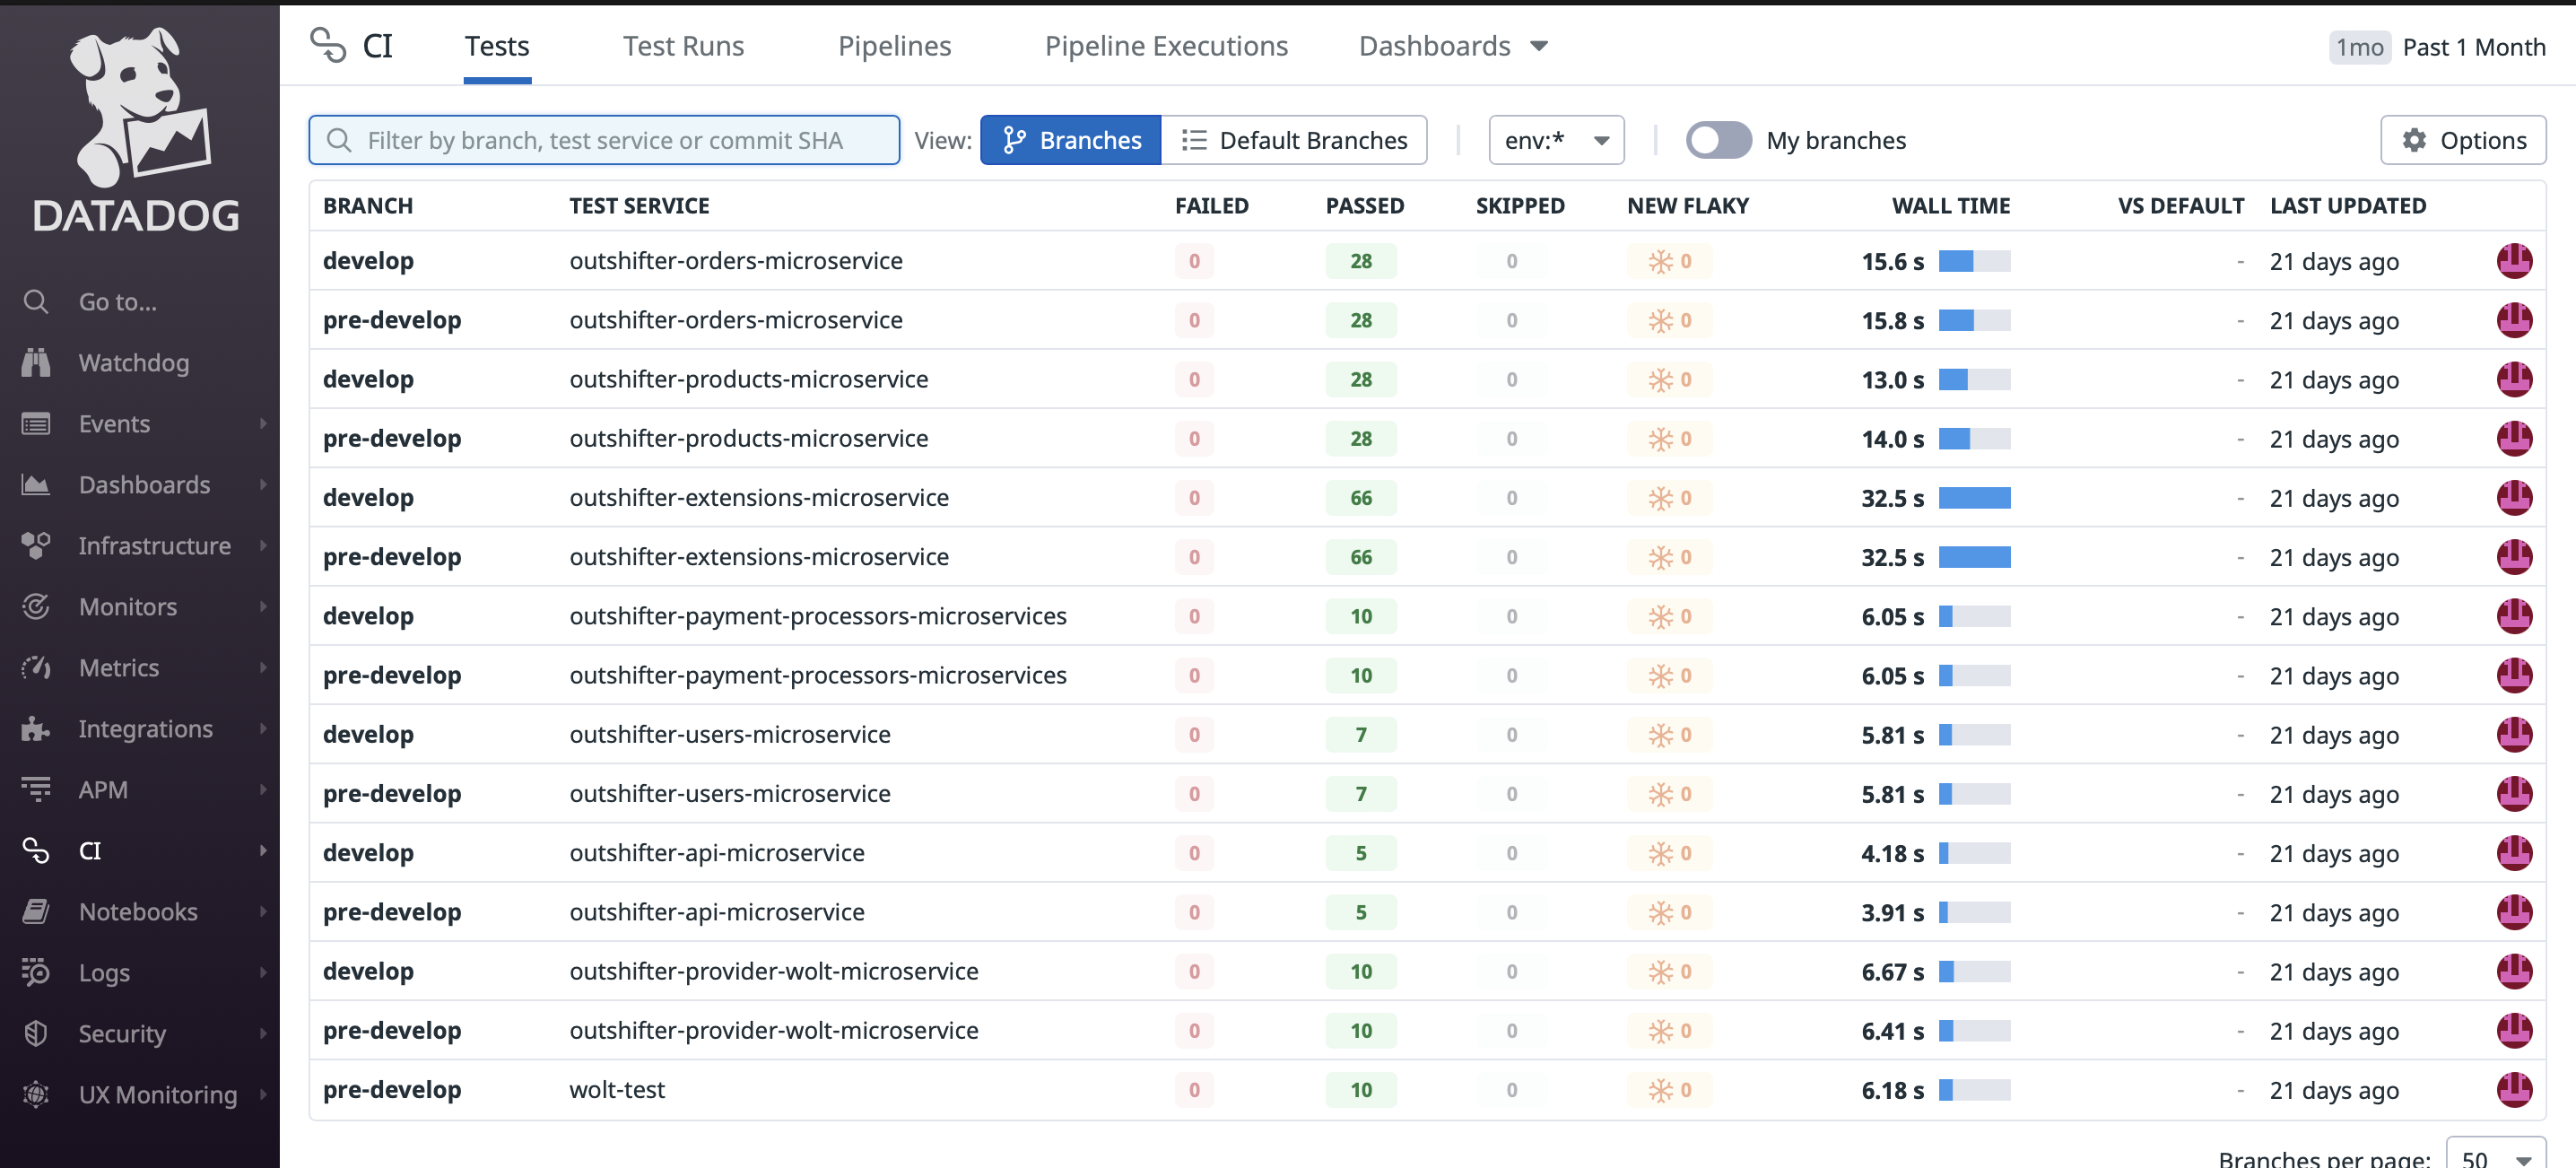 CI Tests Test Runs Pipelines Pipeline Executions Dashboards 1mo Past 1 Month
DATADOG
Go to...
Watchdog
Events
Dashboards
Infrastructure
Monitors
Metrics
Integrations
APM
CI
Notebooks
Logs
Security
UX Monitoring
Filter by branch, test service or commit SHA View: Branches Default Branches env:* My branches Options
BRANCH TEST SERVICE FAILED PASSED SKIPPED NEW FLAKY WALL TIME VS DEFAULT LAST UPDATED
develop outshifter-orders-microservice 0 28 0 0 15.6 s - 21 days ago
pre-develop outshifter-orders-microservice 0 28 0 0 15.8 s - 21 days ago
develop outshifter-products-microservice 0 28 0 0 13.0 s - 21 days ago
pre-develop outshifter-products-microservice 0 28 0 0 14.0 s - 21 days ago
develop outshifter-extensions-microservice 0 66 0 0 32.5 s - 21 days ago
pre-develop outshifter-extensions-microservice 0 66 0 0 32.5 s - 21 days ago
develop outshifter-payment-processors-microservices 0 10 0 0 6.05 s - 21 days ago
pre-develop outshifter-payment-processors-microservices 0 10 0 0 6.05 s - 21 days ago
develop outshifter-users-microservice 0 7 0 0 5.81 s - 21 days ago
pre-develop outshifter-users-microservice 0 7 0 0 5.81 s - 21 days ago
develop outshifter-api-microservice 0 5 0 0 4.18 s - 21 days ago
pre-develop outshifter-api-microservice 0 5 0 0 3.91 s - 21 days ago
develop outshifter-provider-wolt-microservice 0 10 0 0 6.67 s - 21 days ago
pre-develop outshifter-provider-wolt-microservice 0 10 0 0 6.41 s - 21 days ago
pre-develop wolt-test 0 10 0 0 6.18 s - 21 days ago
Branches per page: 50